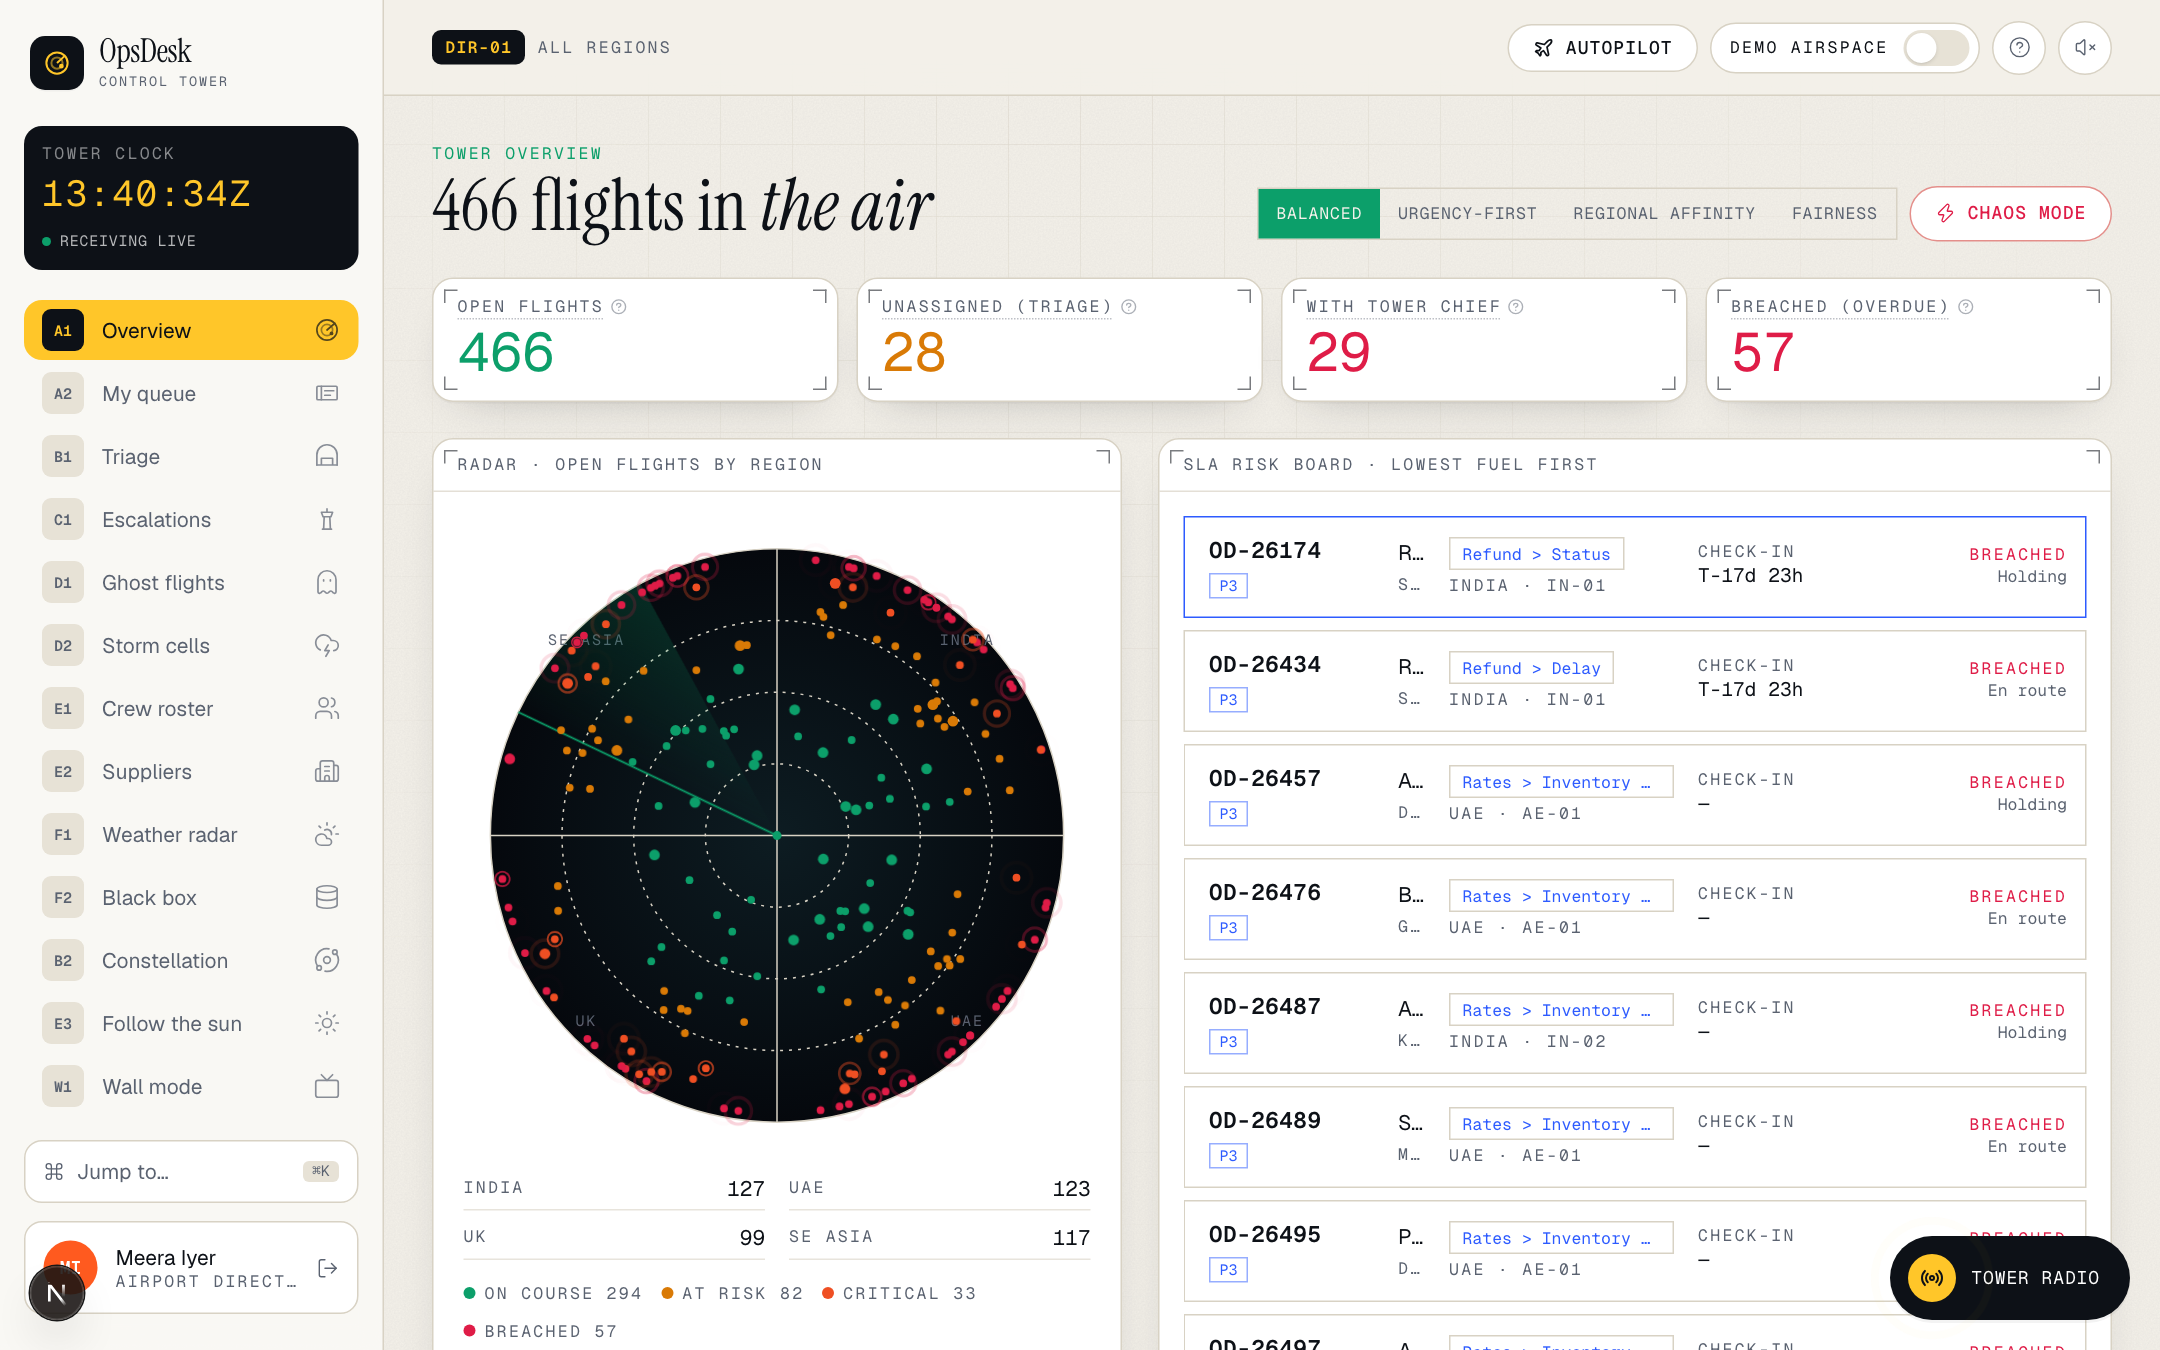 OpsDesk
CONTROL TOWER
TOWER CLOCK
13:40:34Z
RECEIVING LIVE
A1 Overview
A2 My queue
B1 Triage
C1 Escalations
D1 Ghost flights
D2 Storm cells
E1 Crew roster
E2 Suppliers
F1 Weather radar
F2 Black box
B2 Constellation
E3 Follow the sun
W1 Wall mode
⌘ Jump to… ⌘K
Meera Iyer
AIRPORT DIRECT…
N
DIR-01 ALL REGIONS
AUTOPILOT
DEMO AIRSPACE
TOWER OVERVIEW
466 flights in the air
BALANCED URGENCY-FIRST REGIONAL AFFINITY FAIRNESS
CHAOS MODE
OPEN FLIGHTS ?
466
UNASSIGNED (TRIAGE) ?
28
WITH TOWER CHIEF ?
29
BREACHED (OVERDUE) ?
57
RADAR · OPEN FLIGHTS BY REGION
SE ASIA
INDIA
UK
UAE
INDIA 127 UAE 123
UK 99 SE ASIA 117
ON COURSE 294 AT RISK 82 CRITICAL 33
BREACHED 57
SLA RISK BOARD · LOWEST FUEL FIRST
OD-26174 R… Refund > Status CHECK-IN BREACHED
P3 S… INDIA · IN-01 T-17d 23h Holding
OD-26434 R… Refund > Delay CHECK-IN BREACHED
P3 S… INDIA · IN-01 T-17d 23h En route
OD-26457 A… Rates > Inventory … CHECK-IN BREACHED
P3 D… UAE · AE-01 — Holding
OD-26476 B… Rates > Inventory … CHECK-IN BREACHED
P3 G… UAE · AE-01 — En route
OD-26487 A… Rates > Inventory … CHECK-IN BREACHED
P3 K… INDIA · IN-02 — Holding
OD-26489 S… Rates > Inventory … CHECK-IN BREACHED
P3 M… UAE · AE-01 — En route
OD-26495 P… Rates > Inventory … CHECK-IN BREACHED
P3 D… UAE · AE-01 —
OD-26497 A… Rates > Inventory … CHECK-IN BREACHED
TOWER RADIO